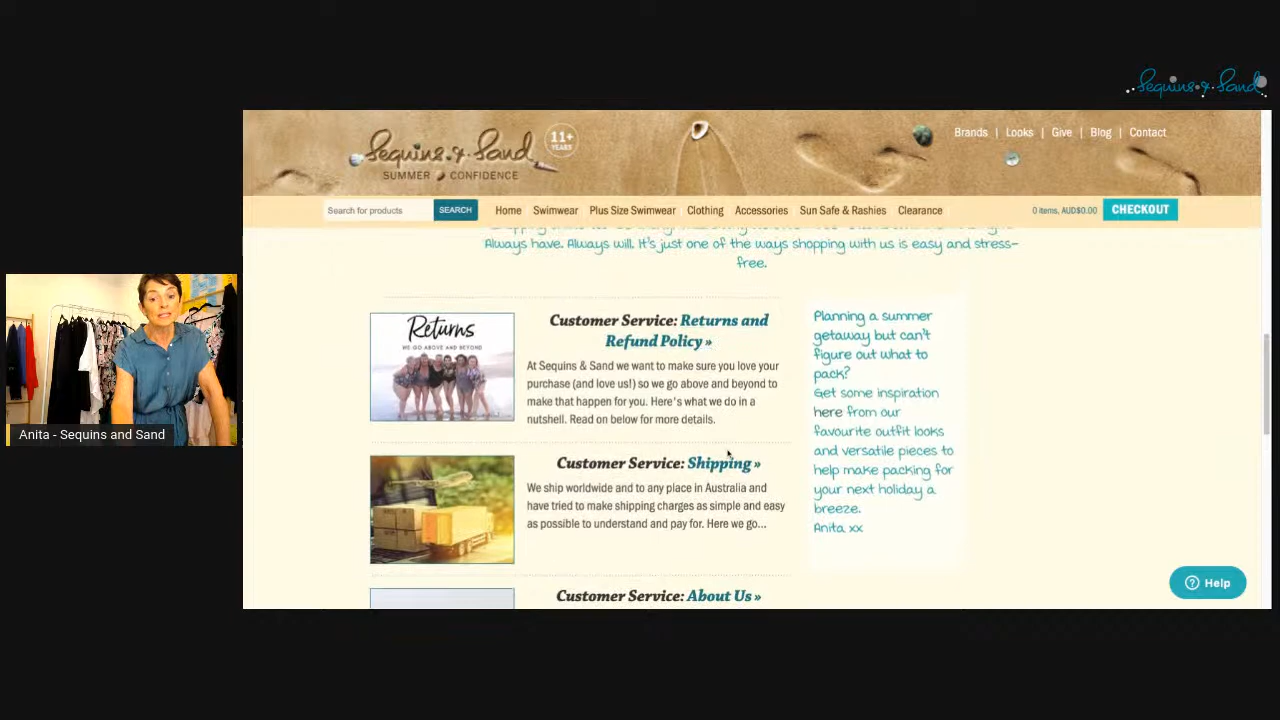 Sequins & Sand
Sequins & Sand
SUMMER CONFIDENCE
11+
YEARS
Brands | Looks | Give | Blog | Contact
Search for products
SEARCH
Home
Swimwear
Plus Size Swimwear
Clothing
Accessories
Sun Safe & Rashies
Clearance
0 items, AUD$0.00
CHECKOUT
Always have. Always will. It's just one of the ways shopping with us is easy and stress-
free.
Returns
WE GO ABOVE AND BEYOND
Customer Service: Returns and
Refund Policy »
At Sequins & Sand we want to make sure you love your
purchase (and love us!) so we go above and beyond to
make that happen for you. Here's what we do in a
nutshell. Read on below for more details.
Customer Service: Shipping »
We ship worldwide and to any place in Australia and
have tried to make shipping charges as simple and easy
as possible to understand and pay for. Here we go...
Customer Service: About Us »
Planning a summer
getaway but can't
figure out what to
pack?
Get some inspiration
here from our
favourite outfit looks
and versatile pieces to
help make packing for
your next holiday a
breeze.
Anita xx
Help
Anita - Sequins and Sand